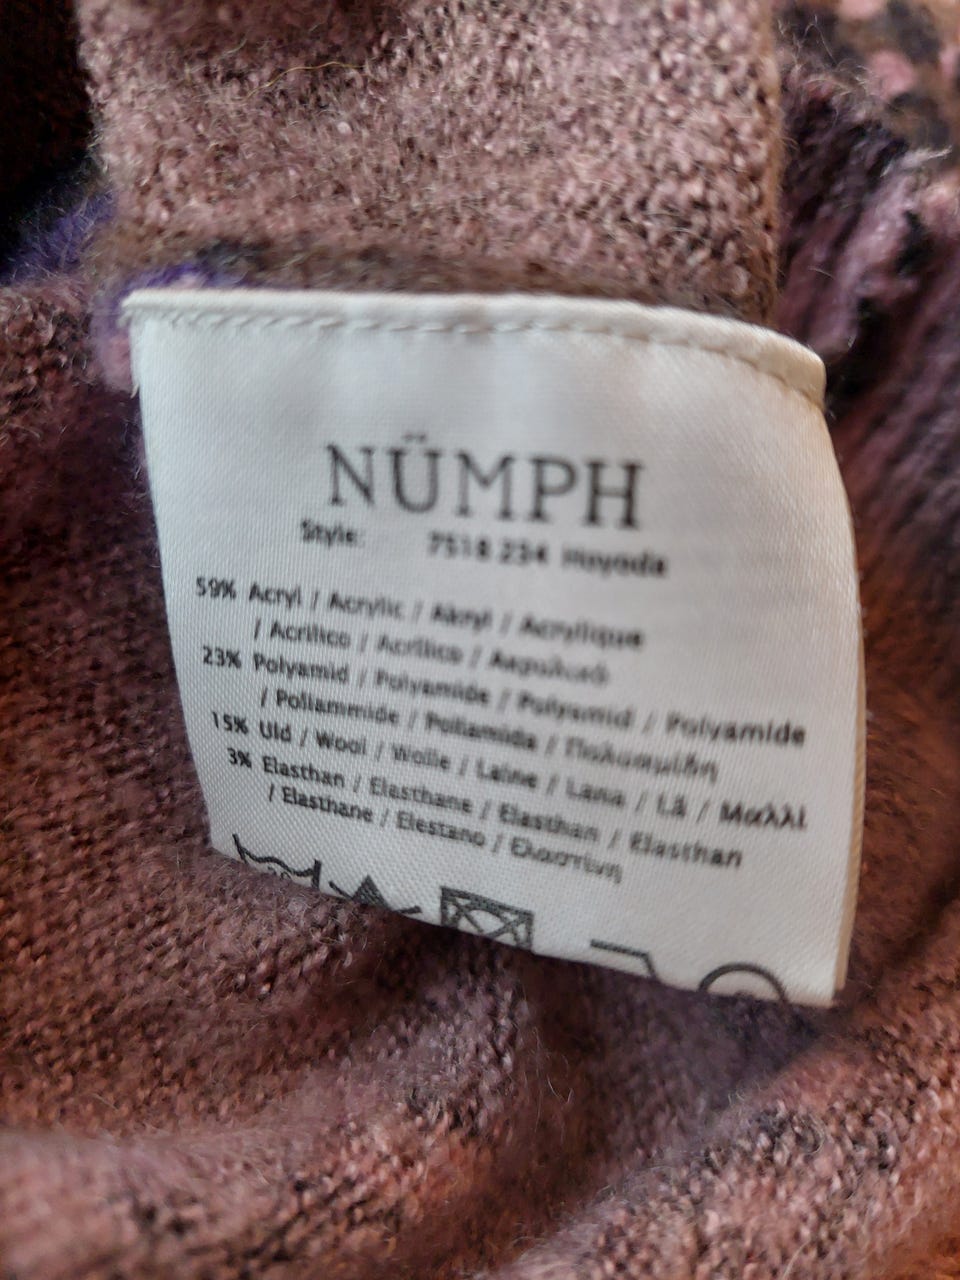 NÜMPH
Style: 7518 234 Hoyoda
59% Acryl / Acrylic / Akryl / Acrylique
/ Acrílico / Acrilico / Ακρυλικό
23% Polyamid / Polyamide / Polyamid / Polyamide
/ Poliammide / Poliamida / Πολυαμίδη
15% Uld / Wool / Wolle / Laine / Lana / Lã / Μαλλί
3% Elasthan / Elasthane / Elasthan / Elasthan
/ Elasthane / Elastano / Ελαστίνη